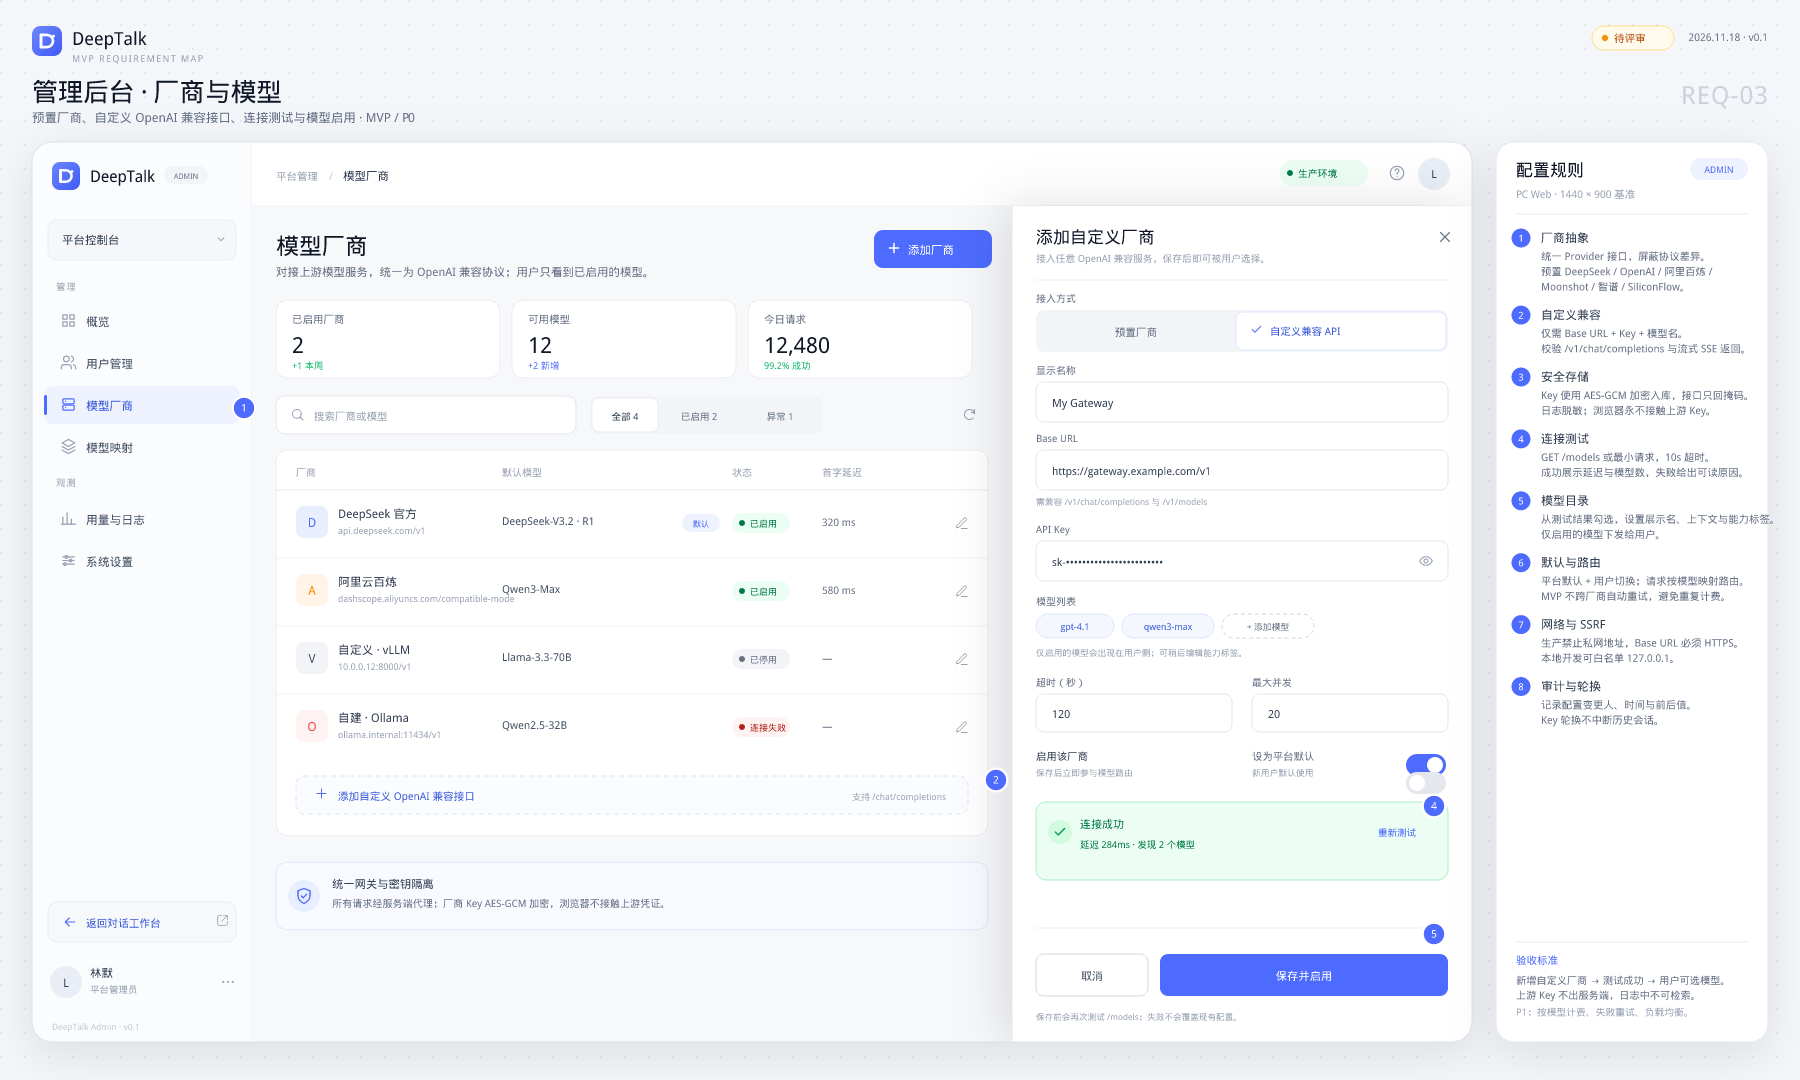 DeepTalk
MVP REQUIREMENT MAP
待评审
2026.11.18 · v0.1
管理后台 · 厂商与模型
REQ-03
预置厂商、自定义 OpenAI 兼容接口、连接测试与模型启用 · MVP / P0
DeepTalk
ADMIN
平台控制台
管理
概览
用户管理
模型厂商
1
模型映射
观测
用量与日志
系统设置
返回对话工作台
L
林默
平台管理员
DeepTalk Admin · v0.1
平台管理 / 模型厂商
生产环境
L
模型厂商
对接上游模型服务，统一为 OpenAI 兼容协议；用户只看到已启用的模型。
添加厂商
已启用厂商
2
+1 本周
可用模型
12
+2 新增
今日请求
12,480
99.2% 成功
搜索厂商或模型
全部 4
已启用 2
异常 1
厂商 默认模型 状态 首字延迟
D
DeepSeek 官方
api.deepseek.com/v1
DeepSeek-V3.2 · R1
默认
已启用
320 ms
A
阿里云百炼
dashscope.aliyuncs.com/compatible-mode
Qwen3-Max
已启用
580 ms
V
自定义 · vLLM
10.0.0.12:8000/v1
Llama-3.3-70B
已停用
—
O
自建 · Ollama
ollama.internal:11434/v1
Qwen2.5-32B
连接失败
—
添加自定义 OpenAI 兼容接口
支持 /chat/completions
2
统一网关与密钥隔离
所有请求经服务端代理；厂商 Key AES-GCM 加密，浏览器不接触上游凭证。
添加自定义厂商
接入任意 OpenAI 兼容服务，保存后即可被用户选择。
接入方式
预置厂商
自定义兼容 API
显示名称
My Gateway
Base URL
https://gateway.example.com/v1
需兼容 /v1/chat/completions 与 /v1/models
API Key
sk-••••••••••••••••••••••••
模型列表
gpt-4.1
qwen3-max
+ 添加模型
仅启用的模型会出现在用户侧；可稍后编辑能力标签。
超时（秒）
120
最大并发
20
启用该厂商
保存后立即参与模型路由
设为平台默认
新用户默认使用
4
连接成功
延迟 284ms · 发现 2 个模型
重新测试
5
取消
保存并启用
保存前会再次测试 /models；失败不会覆盖现有配置。
配置规则
ADMIN
PC Web · 1440 × 900 基准
1
厂商抽象
统一 Provider 接口，屏蔽协议差异。
预置 DeepSeek / OpenAI / 阿里百炼 /
Moonshot / 智谱 / SiliconFlow。
2
自定义兼容
仅需 Base URL + Key + 模型名。
校验 /v1/chat/completions 与流式 SSE 返回。
3
安全存储
Key 使用 AES-GCM 加密入库，接口只回掩码。
日志脱敏；浏览器永不接触上游 Key。
4
连接测试
GET /models 或最小请求，10s 超时。
成功展示延迟与模型数，失败给出可读原因。
5
模型目录
从测试结果勾选，设置展示名、上下文与能力标签。
仅启用的模型下发给用户。
6
默认与路由
平台默认 + 用户切换；请求按模型映射路由。
MVP 不跨厂商自动重试，避免重复计费。
7
网络与 SSRF
生产禁止私网地址，Base URL 必须 HTTPS。
本地开发可白名单 127.0.0.1。
8
审计与轮换
记录配置变更人、时间与前后值。
Key 轮换不中断历史会话。
验收标准
新增自定义厂商 → 测试成功 → 用户可选模型。
上游 Key 不出服务端，日志中不可检索。
P1：按模型计费、失败重试、负载均衡。